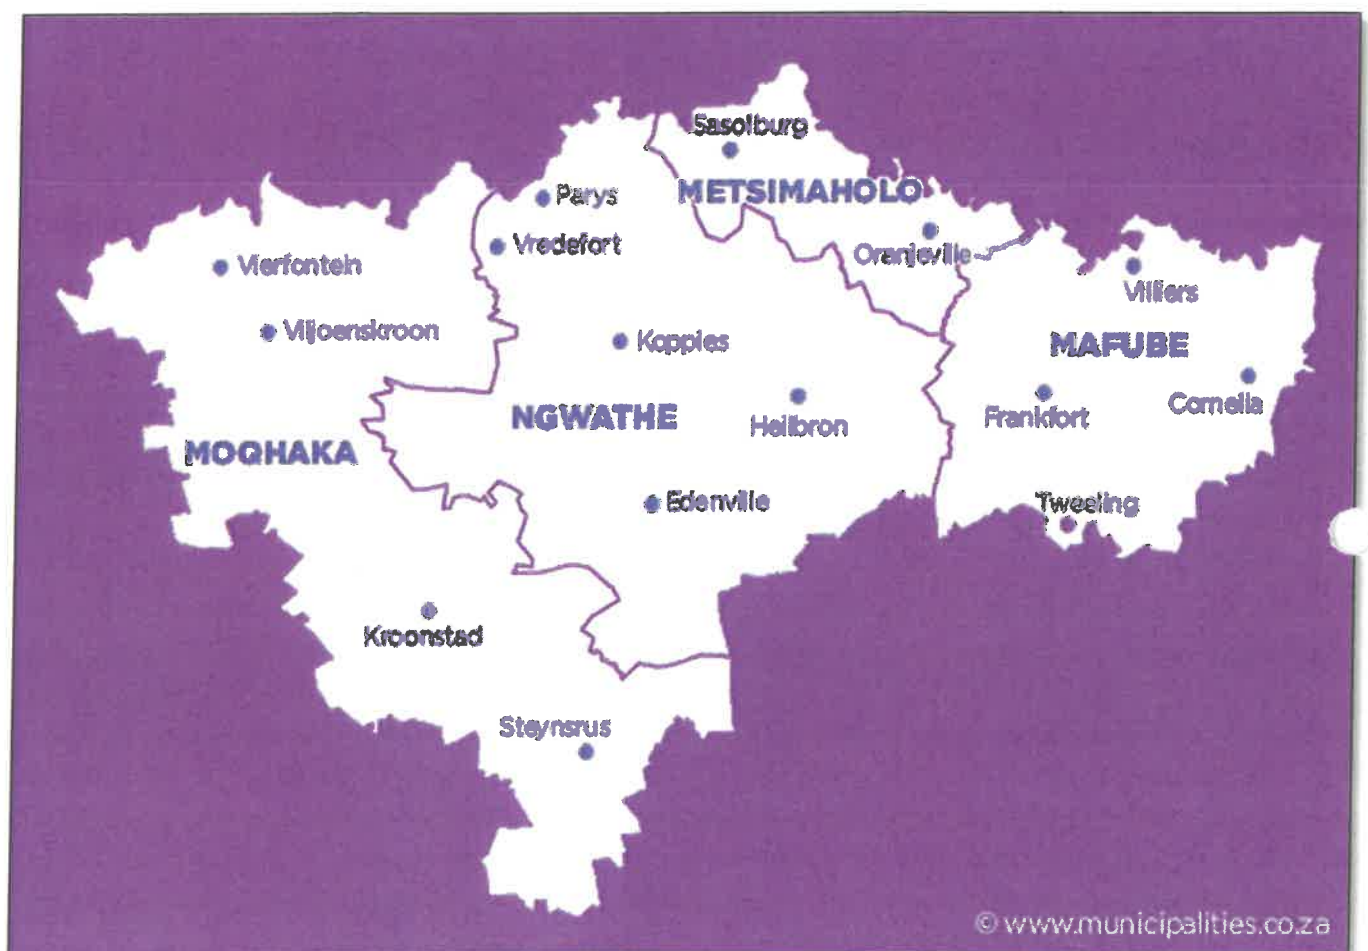 Sasolburg
METSIMAHOLO
Parys
Vredefort
Oranjeville
Vierfontein
Villiers
Viljoenskroon
Koppies
MAFUBE
NGWATHE
Heilbron
Frankfort
Cornelia
MOQHAKA
Edenville
Tweeling
Kroonstad
Steynsrus
© www.municipalities.co.za